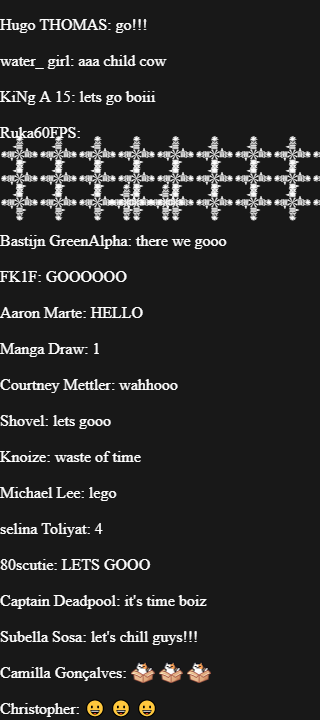 Hugo THOMAS: go!!!
water_ girl: aaa child cow
KiNg A 15: lets go boiii
Ruka60FPS:
Bastijn GreenAlpha: there we gooo
FK1F: GOOOOOO
Aaron Marte: HELLO
Manga Draw: 1
Courtney Mettler: wahhooo
Shovel: lets gooo
Knoize: waste of time
Michael Lee: lego
selina Toliyat: 4
80scutie: LETS GOOO
Captain Deadpool: it's time boiz
Subella Sosa: let's chill guys!!!
Camilla Gonçalves:
Christopher: 😀 😀 😀